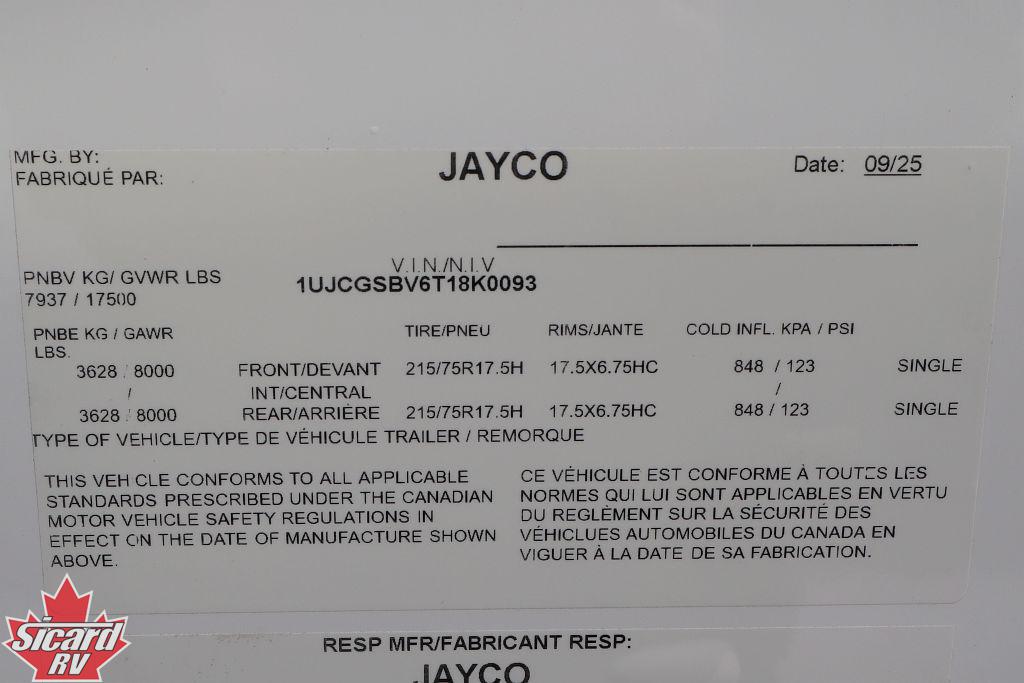 MFG. BY:
FABRIQUÉ PAR:
JAYCO
Date: 09/25
V.I.N./N.I.V
PNBV KG/ GVWR LBS
1UJCGSBV6T18K0093
7937 / 17500
PNBE KG / GAWR TIRE/PNEU RIMS/JANTE COLD INFL. KPA / PSI
LBS.
3628 / 8000 FRONT/DEVANT 215/75R17.5H 17.5X6.75HC 848 / 123 SINGLE
/ INT/CENTRAL /
3628 / 8000 REAR/ARRIÈRE 215/75R17.5H 17.5X6.75HC 848 / 123 SINGLE
TYPE OF VEHICLE/TYPE DE VÉHICULE TRAILER / REMORQUE
THIS VEHICLE CONFORMS TO ALL APPLICABLE
STANDARDS PRESCRIBED UNDER THE CANADIAN
MOTOR VEHICLE SAFETY REGULATIONS IN
EFFECT ON THE DATE OF MANUFACTURE SHOWN
ABOVE.
CE VÉHICULE EST CONFORME À TOUTES LES
NORMES QUI LUI SONT APPLICABLES EN VERTU
DU REGLÈMENT SUR LA SÉCURITÉ DES
VÉHICLUES AUTOMOBILES DU CANADA EN
VIGUER À LA DATE DE SA FABRICATION.
RESP MFR/FABRICANT RESP:
JAYCO
Sicard
RV